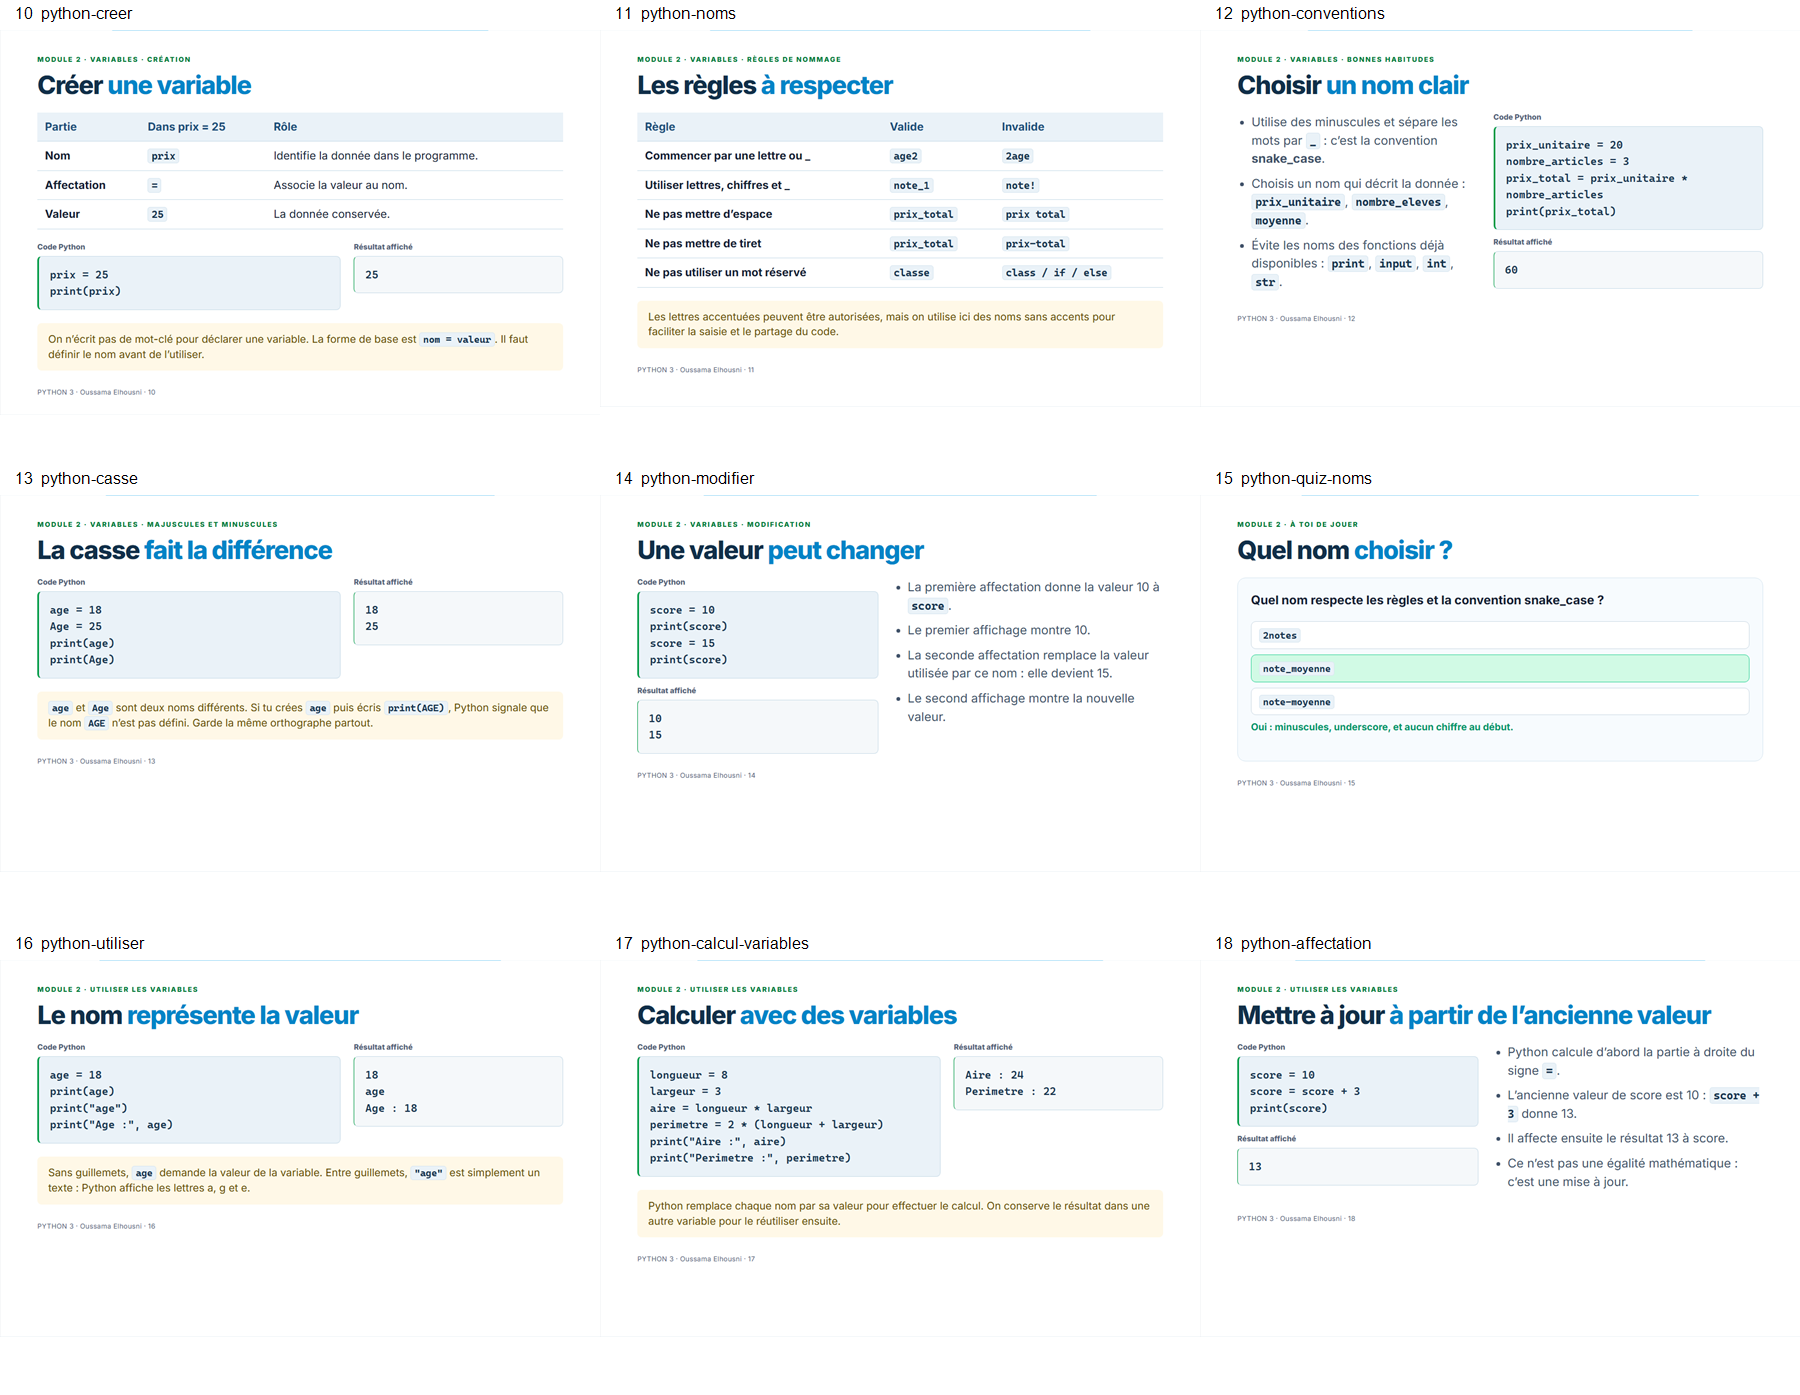 10 python-creer
MODULE 2 · VARIABLES · CRÉATION
Créer une variable
Partie Dans prix = 25 Rôle
Nom prix Identifie la donnée dans le programme.
Affectation = Associe la valeur au nom.
Valeur 25 La donnée conservée.
Code Python
prix = 25
print(prix)
Résultat affiché
25
On n’écrit pas de mot-clé pour déclarer une variable. La forme de base est nom = valeur. Il faut
définir le nom avant de l’utiliser.
PYTHON 3 · Oussama Elhousni · 10
11 python-noms
MODULE 2 · VARIABLES · RÈGLES DE NOMMAGE
Les règles à respecter
Règle Valide Invalide
Commencer par une lettre ou _ age2 2age
Utiliser lettres, chiffres et _ note_1 note!
Ne pas mettre d’espace prix_total prix total
Ne pas mettre de tiret prix_total prix-total
Ne pas utiliser un mot réservé classe class / if / else
Les lettres accentuées peuvent être autorisées, mais on utilise ici des noms sans accents pour
faciliter la saisie et le partage du code.
PYTHON 3 · Oussama Elhousni · 11
12 python-conventions
MODULE 2 · VARIABLES · BONNES HABITUDES
Choisir un nom clair
• Utilise des minuscules et sépare les
mots par _ : c’est la convention
snake_case.
• Choisis un nom qui décrit la donnée :
prix_unitaire, nombre_eleves,
moyenne.
• Évite les noms des fonctions déjà
disponibles : print, input, int,
str.
Code Python
prix_unitaire = 20
nombre_articles = 3
prix_total = prix_unitaire *
nombre_articles
print(prix_total)
Résultat affiché
60
PYTHON 3 · Oussama Elhousni · 12
13 python-casse
MODULE 2 · VARIABLES · MAJUSCULES ET MINUSCULES
La casse fait la différence
Code Python
age = 18
Age = 25
print(age)
print(Age)
Résultat affiché
18
25
age et Age sont deux noms différents. Si tu crées age puis écris print(AGE), Python signale que
le nom AGE n’est pas défini. Garde la même orthographe partout.
PYTHON 3 · Oussama Elhousni · 13
14 python-modifier
MODULE 2 · VARIABLES · MODIFICATION
Une valeur peut changer
Code Python
score = 10
print(score)
score = 15
print(score)
Résultat affiché
10
15
• La première affectation donne la valeur 10 à
score.
• Le premier affichage montre 10.
• La seconde affectation remplace la valeur
utilisée par ce nom : elle devient 15.
• Le second affichage montre la nouvelle
valeur.
PYTHON 3 · Oussama Elhousni · 14
15 python-quiz-noms
MODULE 2 · À TOI DE JOUER
Quel nom choisir ?
Quel nom respecte les règles et la convention snake_case ?
2notes
note_moyenne
note-moyenne
Oui : minuscules, underscore, et aucun chiffre au début.
PYTHON 3 · Oussama Elhousni · 15
16 python-utiliser
MODULE 2 · UTILISER LES VARIABLES
Le nom représente la valeur
Code Python
age = 18
print(age)
print("age")
print("Age :", age)
Résultat affiché
18
age
Age : 18
Sans guillemets, age demande la valeur de la variable. Entre guillemets, "age" est simplement un
texte : Python affiche les lettres a, g et e.
PYTHON 3 · Oussama Elhousni · 16
17 python-calcul-variables
MODULE 2 · UTILISER LES VARIABLES
Calculer avec des variables
Code Python
longueur = 8
largeur = 3
aire = longueur * largeur
perimetre = 2 * (longueur + largeur)
print("Aire :", aire)
print("Perimetre :", perimetre)
Résultat affiché
Aire : 24
Perimetre : 22
Python remplace chaque nom par sa valeur pour effectuer le calcul. On conserve le résultat dans une
autre variable pour le réutiliser ensuite.
PYTHON 3 · Oussama Elhousni · 17
18 python-affectation
MODULE 2 · UTILISER LES VARIABLES
Mettre à jour à partir de l’ancienne valeur
Code Python
score = 10
score = score + 3
print(score)
Résultat affiché
13
• Python calcule d’abord la partie à droite du
signe =.
• L’ancienne valeur de score est 10 : score +
3 donne 13.
• Il affecte ensuite le résultat 13 à score.
• Ce n’est pas une égalité mathématique :
c’est une mise à jour.
PYTHON 3 · Oussama Elhousni · 18